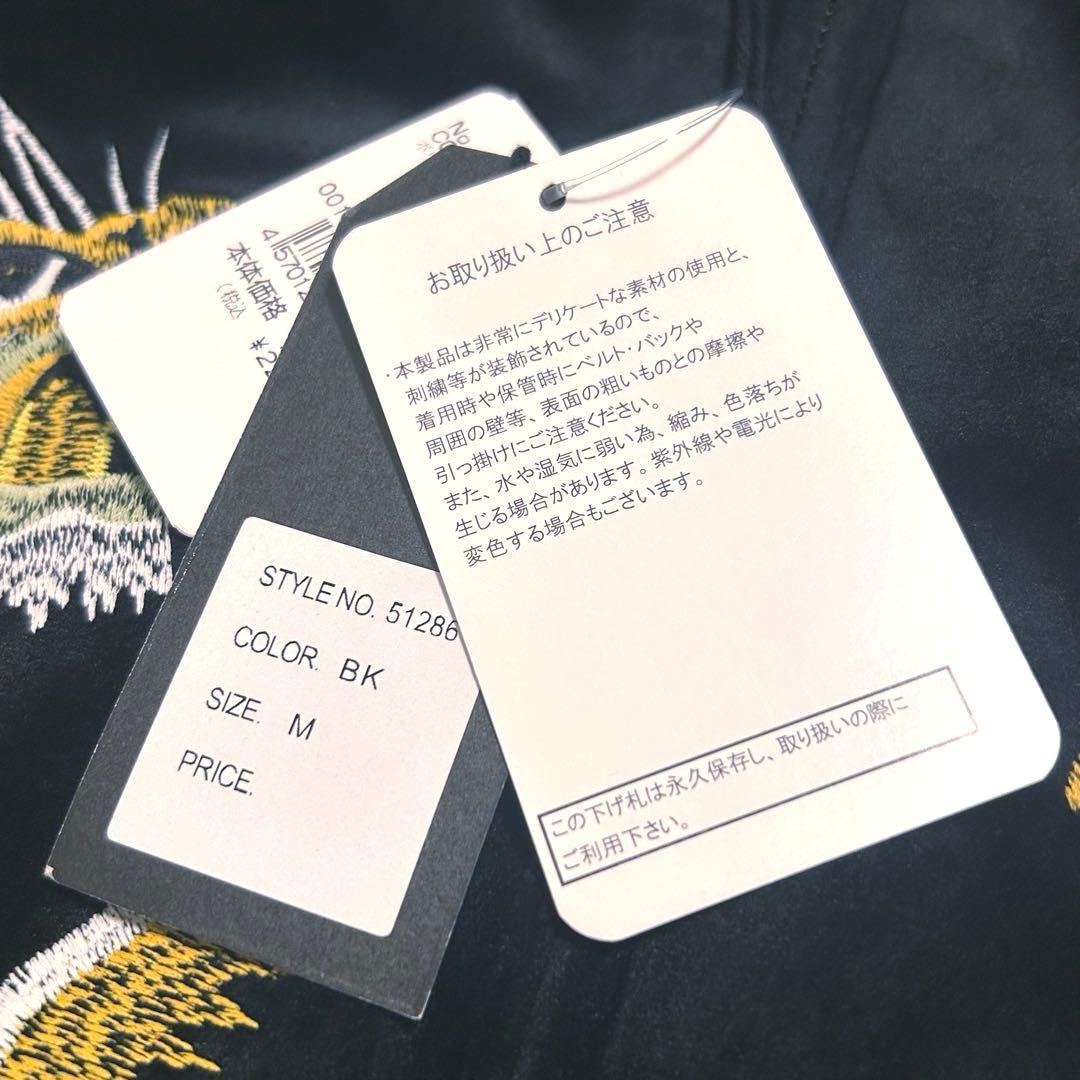 お取り扱い上のご注意
・本製品は非常にデリケートな素材の使用と、
刺繍等が装飾されているので、
着用時や保管時にベルト・バックや
周囲の壁等、表面の粗いものとの摩擦や
引っ掛けにご注意ください。
また、水や湿気に弱い為、縮み、色落ちが
生じる場合があります。紫外線や電光により
変色する場合もございます。
この下げ札は永久保存し、取り扱いの際に
ご利用下さい。
STYLE NO. 51286
COLOR. BK
SIZE. M
PRICE.
001
457012
本体価格
(税込